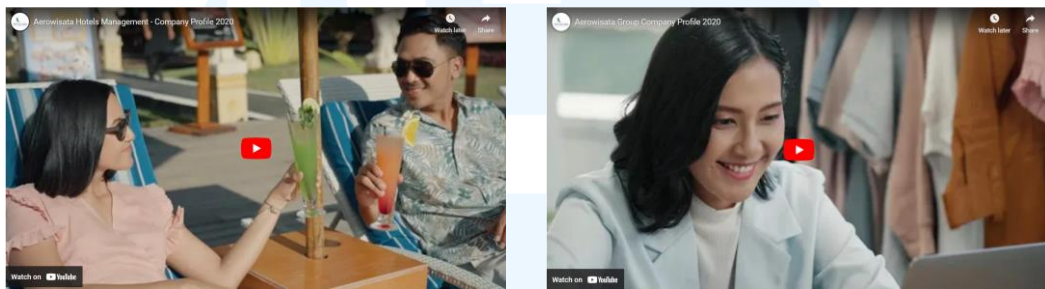 Aerowisata Hotels Management - Company Profile 2020
Watch later
Share
Watch on YouTube
Aerowisata Group Company Profile 2020
Watch later
Share
Watch on YouTube